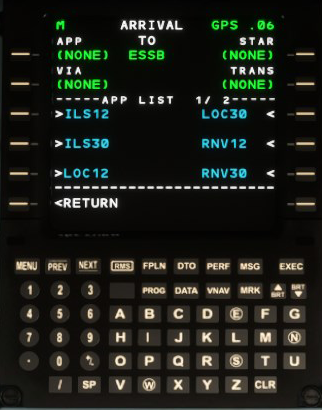 M ARRIVAL GPS .06
APP TO STAR
(NONE) ESSB (NONE)
VIA TRANS
(NONE) (NONE)
-----APP LIST 1/ 2-----
>ILS12 LOC30 <
>ILS30 RNV12 <
>LOC12 RNV30 <
<RETURN
MENU PREV NEXT RMS FPLN DTO PERF MSG EXEC
1 2 3 PROG DATA VNAV MRK BRT BRT
4 5 6 A B C D E F G
7 8 9 H I J K L M N
. 0 O P Q R S T U
/ SP V W X Y Z CLR